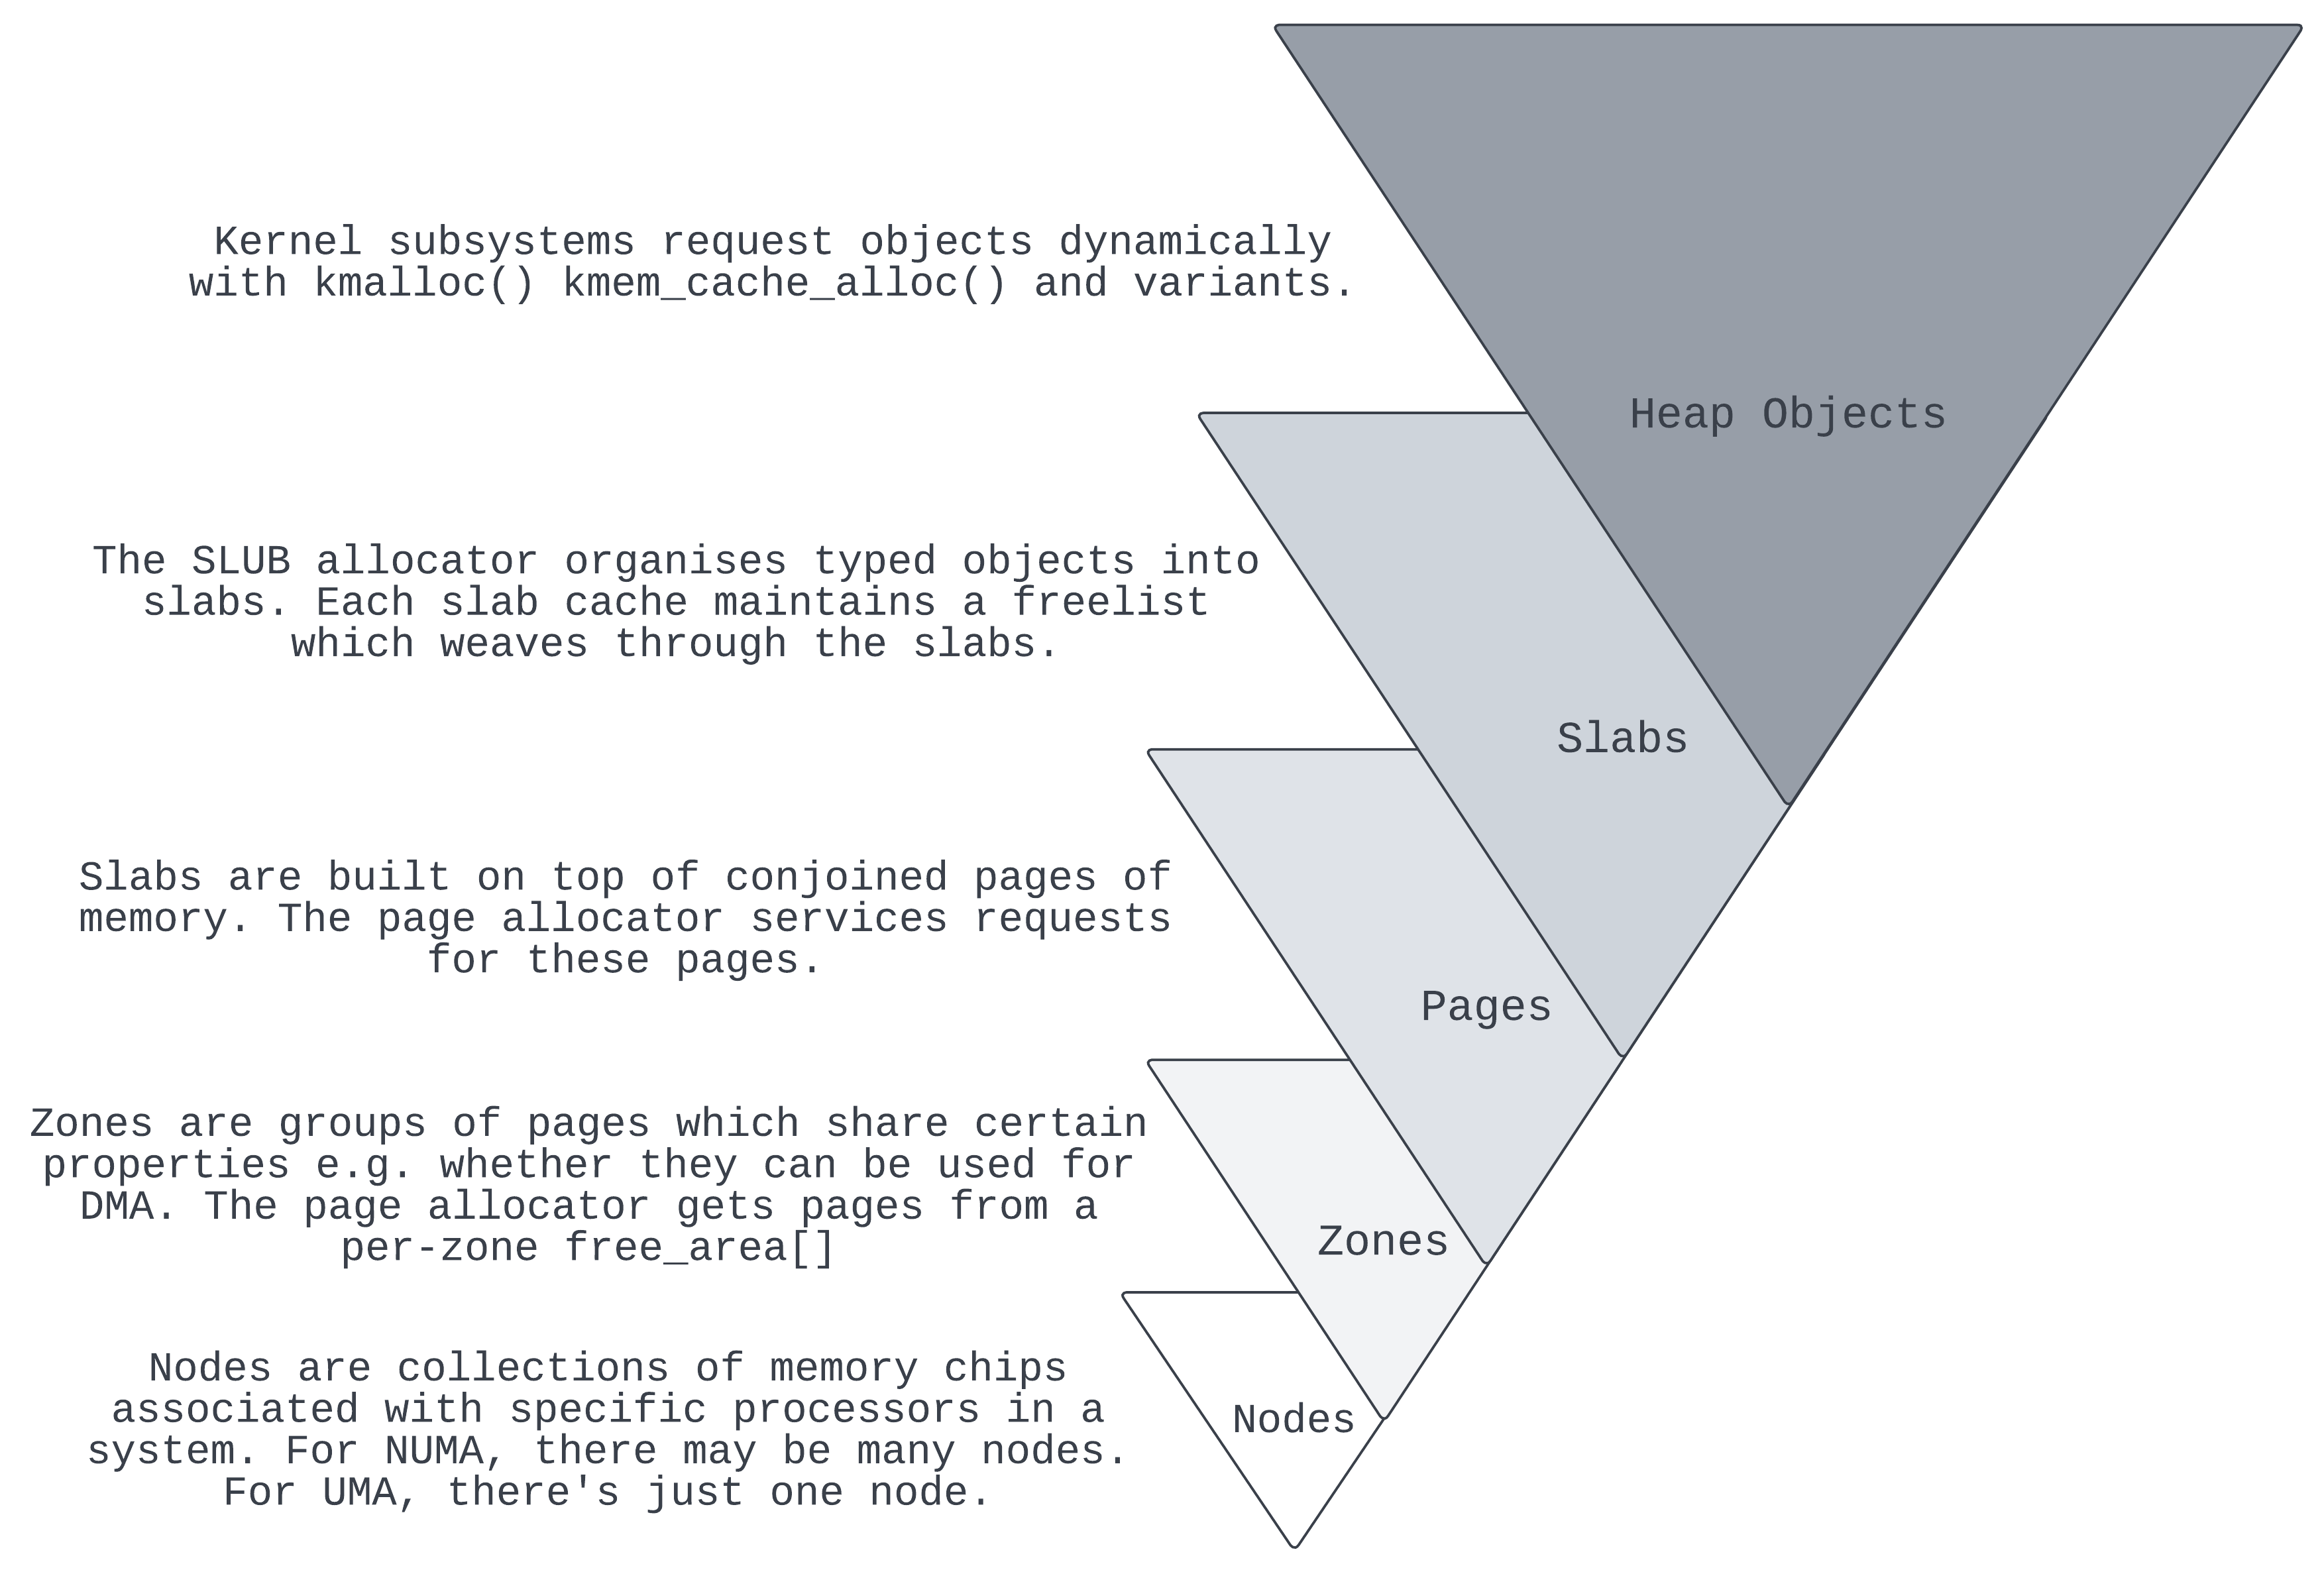 Kernel subsystems request objects dynamically
with kmalloc() kmem_cache_alloc() and variants.
Heap Objects
The SLUB allocator organises typed objects into
slabs. Each slab cache maintains a freelist
which weaves through the slabs.
Slabs
Slabs are built on top of conjoined pages of
memory. The page allocator services requests
for these pages.
Pages
Zones are groups of pages which share certain
properties e.g. whether they can be used for
DMA. The page allocator gets pages from a
per-zone free_area[]
Zones
Nodes are collections of memory chips
associated with specific processors in a
system. For NUMA, there may be many nodes.
For UMA, there's just one node.
Nodes